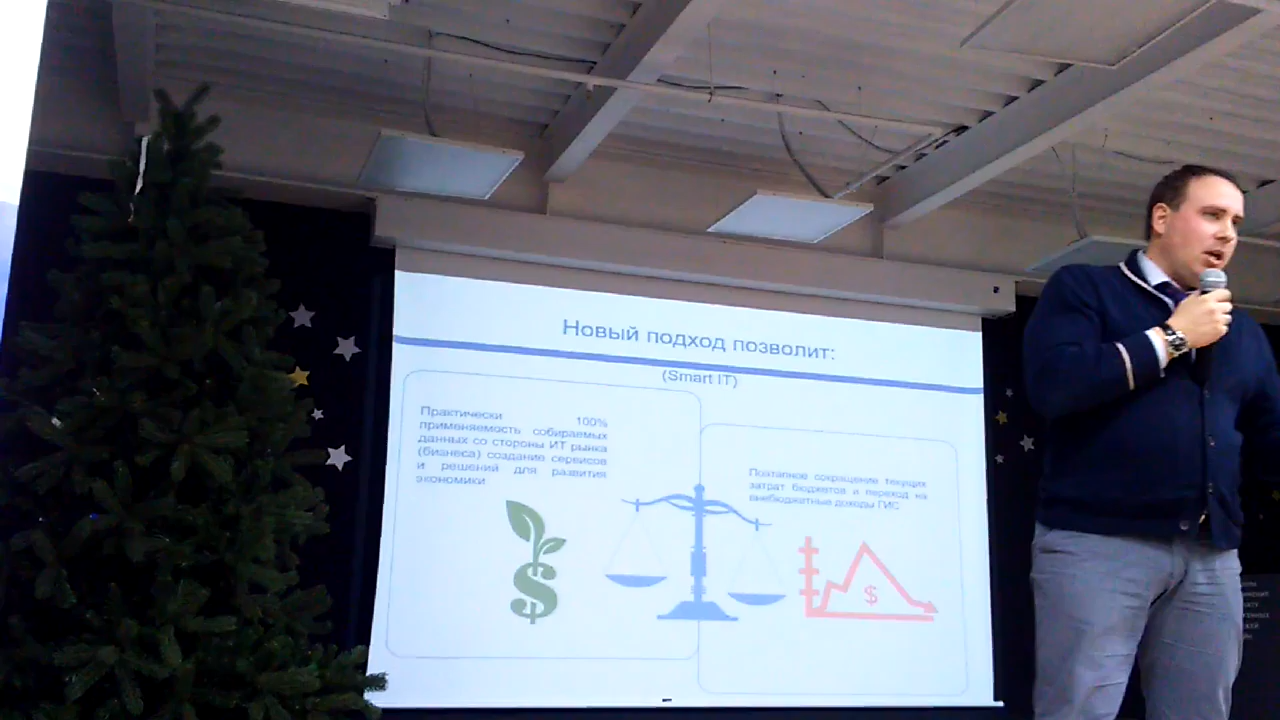 Новый подход позволит:
(Smart IT)
Практически 100%
применяемость собираемых
данных со стороны ИТ рынка
(бизнеса) создание сервисов
и решений для развития
экономики
Поэтапное сокращение текущих
затрат бюджетов и переход на
внебюджетные доходы ГИС
$
$